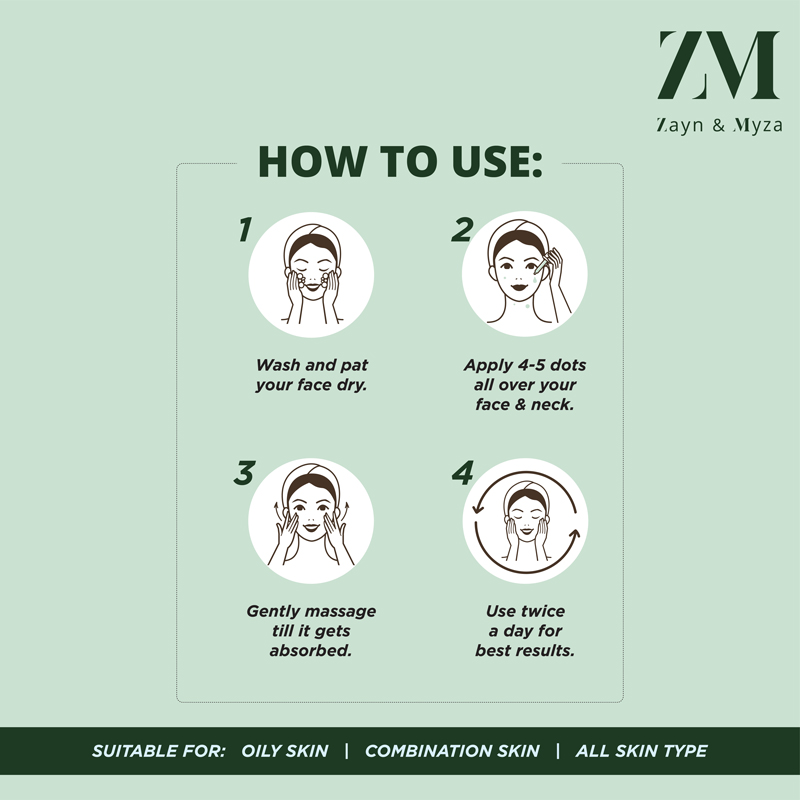 ZM
Zayn & Myza
HOW TO USE:
1
Wash and pat
your face dry.
2
Apply 4-5 dots
all over your
face & neck.
3
Gently massage
till it gets
absorbed.
4
Use twice
a day for
best results.
SUITABLE FOR: OILY SKIN | COMBINATION SKIN | ALL SKIN TYPE